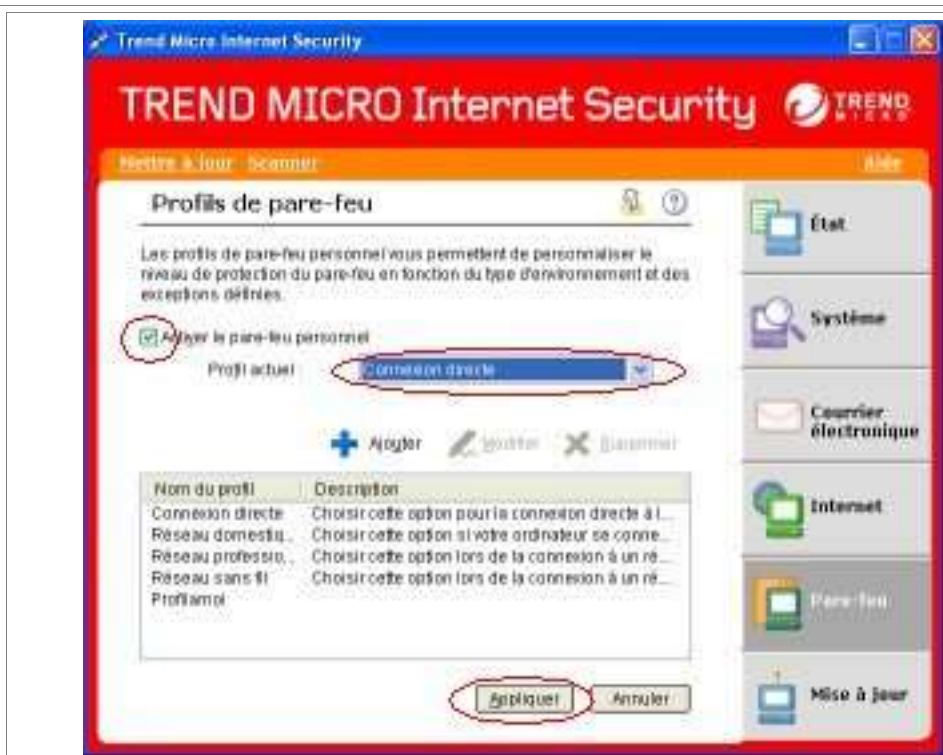 Trend Micro Internet Security
TREND MICRO Internet Security
TREND
MICRO
Mettre à jour Scanner
Aide
Profils de pare-feu
Les profils de pare-feu personnel vous permettent de personnaliser le
niveau de protection du pare-feu en fonction du type d'environnement et des
exceptions définies.
Activer le pare-feu personnel
Profil actuel
Connexion directe
Ajouter Modifier Supprimer
Nom du profil Description
Connexion directe Choisir cette option pour la connexion directe à l...
Réseau domestiq... Choisir cette option si votre ordinateur se conne...
Réseau professio... Choisir cette option lors de la connexion à un ré...
Réseau sans fil Choisir cette option lors de la connexion à un ré...
Profilamoi
Appliquer Annuler
État
Système
Courrier
électronique
Internet
Pare-feu
Mise à jour